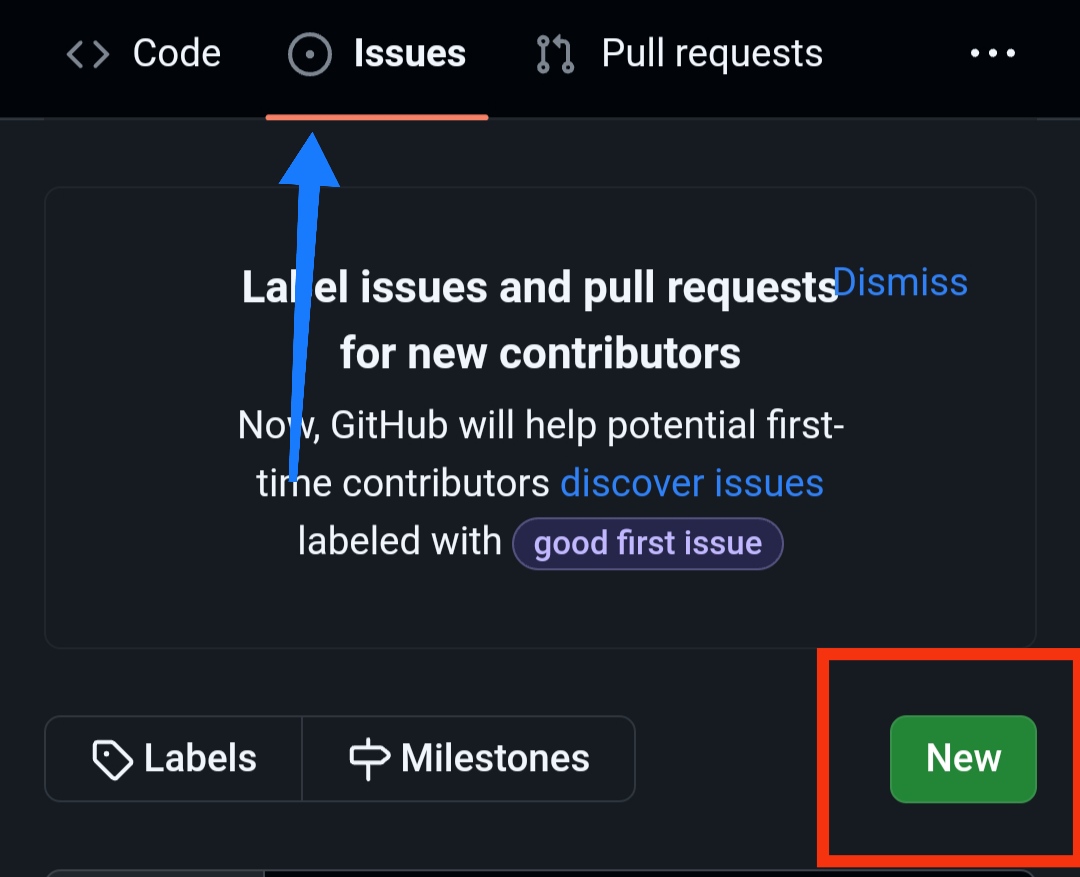 Code Issues Pull requests ...
Label issues and pull requests Dismiss
for new contributors
Now, GitHub will help potential first-
time contributors discover issues
labeled with good first issue
Labels Milestones New